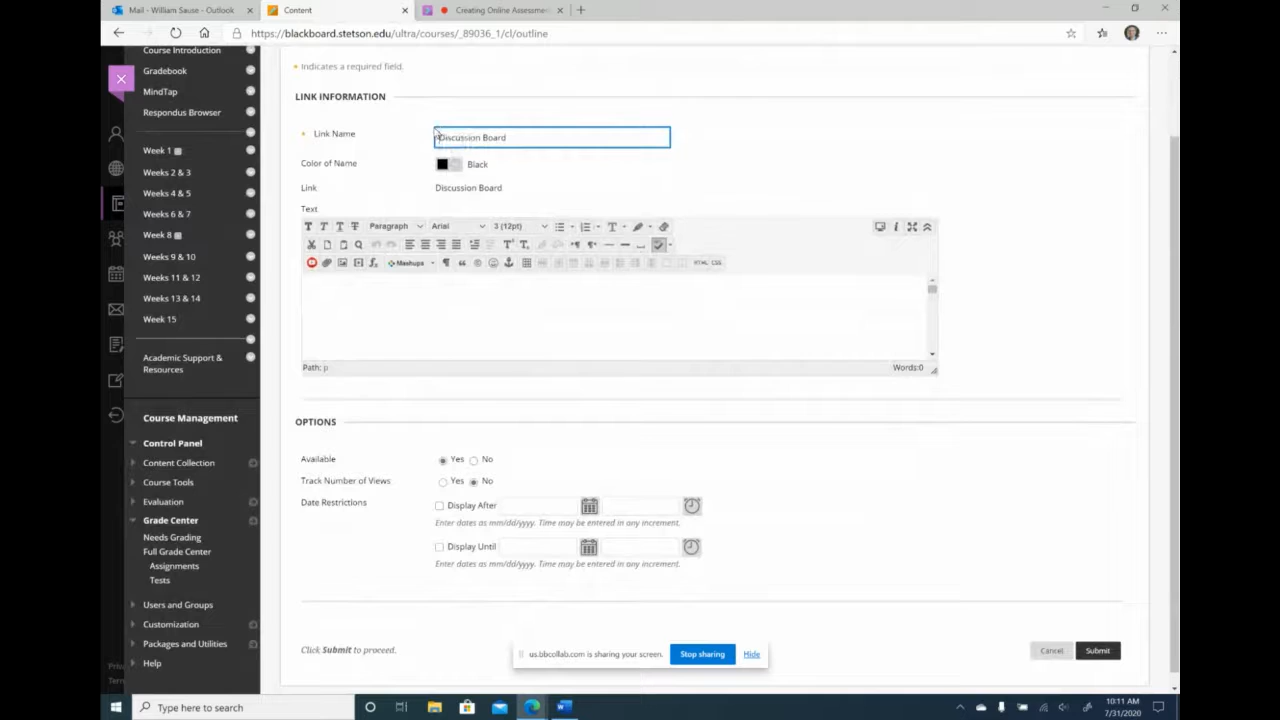 Mail - William Sause - Outlook
Content
Creating Online Assessmen
https://blackboard.stetson.edu/ultra/courses/_89036_1/cl/outline
Course Introduction
Gradebook
MindTap
Respondus Browser
Week 1
Weeks 2 & 3
Weeks 4 & 5
Weeks 6 & 7
Week 8
Weeks 9 & 10
Weeks 11 & 12
Weeks 13 & 14
Week 15
Academic Support &
Resources
Course Management
Control Panel
Content Collection
Course Tools
Evaluation
Grade Center
Needs Grading
Full Grade Center
Assignments
Tests
Users and Groups
Customization
Packages and Utilities
Help
Priv
Term
Indicates a required field.
LINK INFORMATION
Link Name
Discussion Board
Color of Name
Black
Link
Discussion Board
Text
Paragraph Arial 3 (12pt)
Mashups
HTML CSS
Path: p
Words:0
OPTIONS
Available
Yes No
Track Number of Views
Yes No
Date Restrictions
Display After
Enter dates as mm/dd/yyyy. Time may be entered in any increment.
Display Until
Enter dates as mm/dd/yyyy. Time may be entered in any increment.
Click Submit to proceed.
us.bbcollab.com is sharing your screen.
Stop sharing
Hide
Cancel
Submit
Type here to search
10:11 AM
7/31/2020